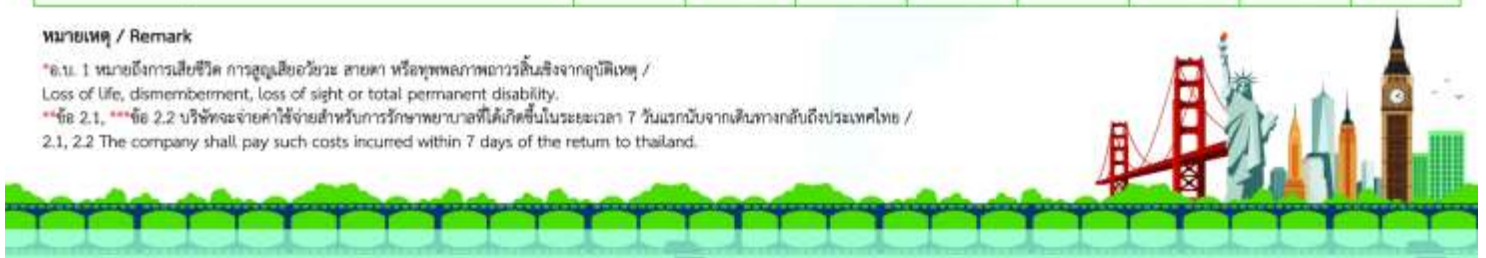 หมายเหตุ / Remark
*อ.บ. 1 หมายถึงการเสียชีวิต การสูญเสียอวัยวะ สายตา หรือทุพพลภาพถาวรสิ้นเชิงจากอุบัติเหตุ /
Loss of life, dismemberment, loss of sight or total permanent disability.
**ข้อ 2.1, ***ข้อ 2.2 บริษัทจะจ่ายค่าใช้จ่ายสำหรับการรักษาพยาบาลที่ได้เกิดขึ้นในระยะเวลา 7 วันแรกนับจากเดินทางกลับถึงประเทศไทย /
2.1, 2.2 The company shall pay such costs incurred within 7 days of the return to thailand.